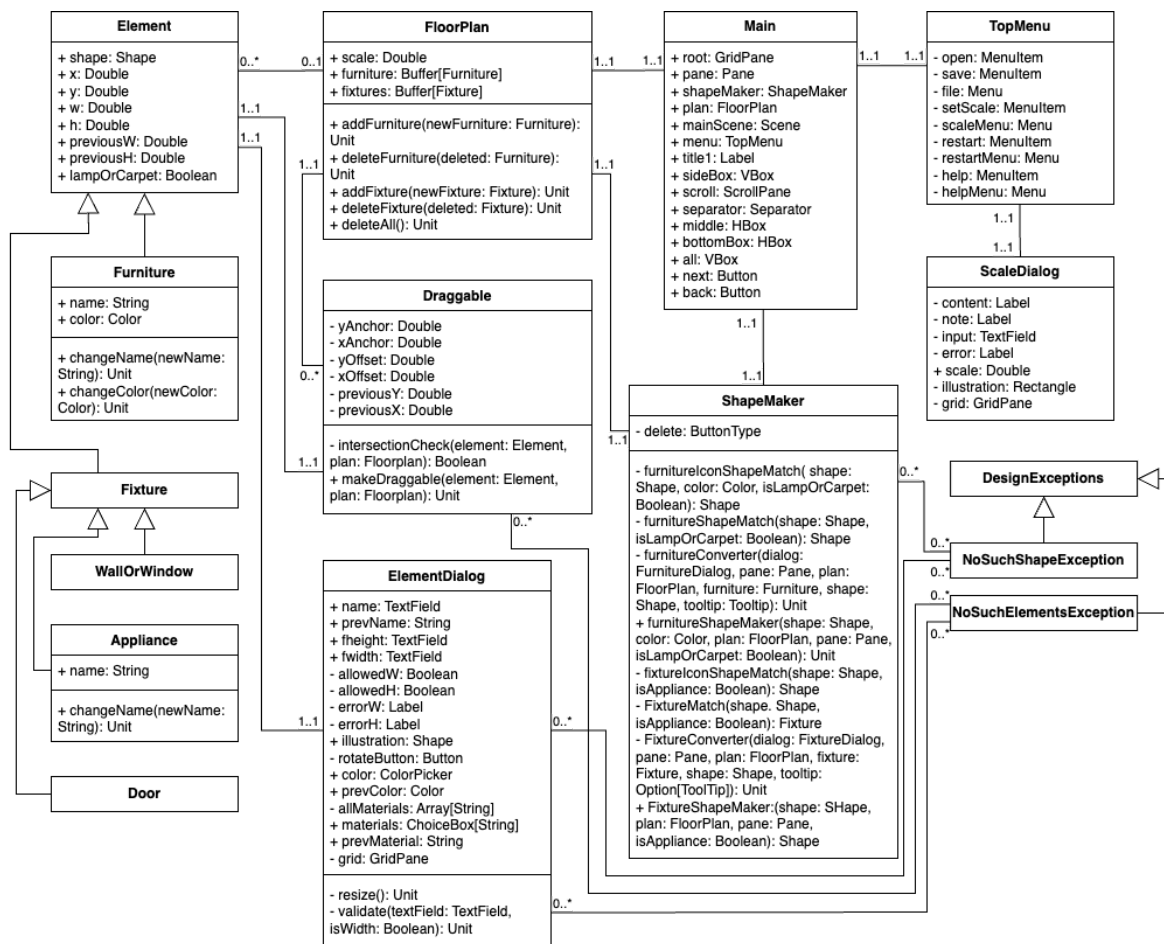 Element
+ shape: Shape
+ x: Double
+ y: Double
+ w: Double
+ h: Double
+ previousW: Double
+ previousH: Double
+ lampOrCarpet: Boolean
0..*
0..1
1..1
1..1
FloorPlan
+ scale: Double
+ furniture: Buffer[Furniture]
+ fixtures: Buffer[Fixture]
+ addFurniture(newFurniture: Furniture):
Unit
+ deleteFurniture(deleted: Furniture):
Unit
+ addFixture(newFixture: Fixture): Unit
+ deleteFixture(deleted: Fixture): Unit
+ deleteAll(): Unit
1..1
1..1
1..1
1..1
Main
+ root: GridPane
+ pane: Pane
+ shapeMaker: ShapeMaker
+ plan: FloorPlan
+ mainScene: Scene
+ menu: TopMenu
+ title1: Label
+ sideBox: VBox
+ scroll: ScrollPane
+ separator: Separator
+ middle: HBox
+ bottomBox: HBox
+ all: VBox
+ next: Button
+ back: Button
1..1
1..1
TopMenu
- open: MenuItem
- save: MenuItem
- file: Menu
- setScale: MenuItem
- scaleMenu: Menu
- restart: MenuItem
- restartMenu: Menu
- help: MenuItem
- helpMenu: Menu
1..1
1..1
Furniture
+ name: String
+ color: Color
+ changeName(newName:
String): Unit
+ changeColor(newColor:
Color): Unit
Draggable
- yAnchor: Double
- xAnchor: Double
- yOffset: Double
- xOffset: Double
- previousY: Double
- previousX: Double
- intersectionCheck(element: Element,
plan: Floorplan): Boolean
+ makeDraggable(element: Element,
plan: Floorplan): Unit
0..*
1..1
0..*
ScaleDialog
- content: Label
- note: Label
- input: TextField
- error: Label
+ scale: Double
- illustration: Rectangle
- grid: GridPane
1..1
1..1
1..1
ShapeMaker
- delete: ButtonType
- furnitureIconShapeMatch( shape:
Shape, color: Color, isLampOrCarpet:
Boolean): Shape
- furnitureShapeMatch(shape: Shape,
isLampOrCarpet: Boolean): Shape
- furnitureConverter(dialog:
FurnitureDialog, pane: Pane, plan:
FloorPlan, furniture: Furniture, shape:
Shape, tooltip: Tooltip): Unit
+ furnitureShapeMaker(shape: Shape,
color: Color, plan: FloorPlan, pane: Pane,
isLampOrCarpet: Boolean): Unit
- fixtureIconShapeMatch(shape: Shape,
isAppliance: Boolean): Shape
- FixtureMatch(shape. Shape,
isAppliance: Boolean): Fixture
- FixtureConverter(dialog: FixtureDialog,
pane: Pane, plan: FloorPlan, fixture:
Fixture, shape: Shape, tooltip:
Option[ToolTip]): Unit
+ FixtureShapeMaker:(shape: SHape,
plan: FloorPlan, pane: Pane,
isAppliance: Boolean): Shape
0..*
DesignExceptions
0..*
NoSuchShapeException
0..*
0..*
NoSuchElementsException
0..*
Fixture
WallOrWindow
Appliance
+ name: String
+ changeName(newName:
String): Unit
Door
ElementDialog
+ name: TextField
+ prevName: String
+ fheight: TextField
+ fwidth: TextField
- allowedW: Boolean
- allowedH: Boolean
- errorW: Label
- errorH: Label
+ illustration: Shape
- rotateButton: Button
+ color: ColorPicker
+ prevColor: Color
- allMaterials: Array[String]
+ materials: ChoiceBox[String]
+ prevMaterial: String
- grid: GridPane
- resize(): Unit
- validate(textField: TextField,
isWidth: Boolean): Unit
1..1
0..*
0..*